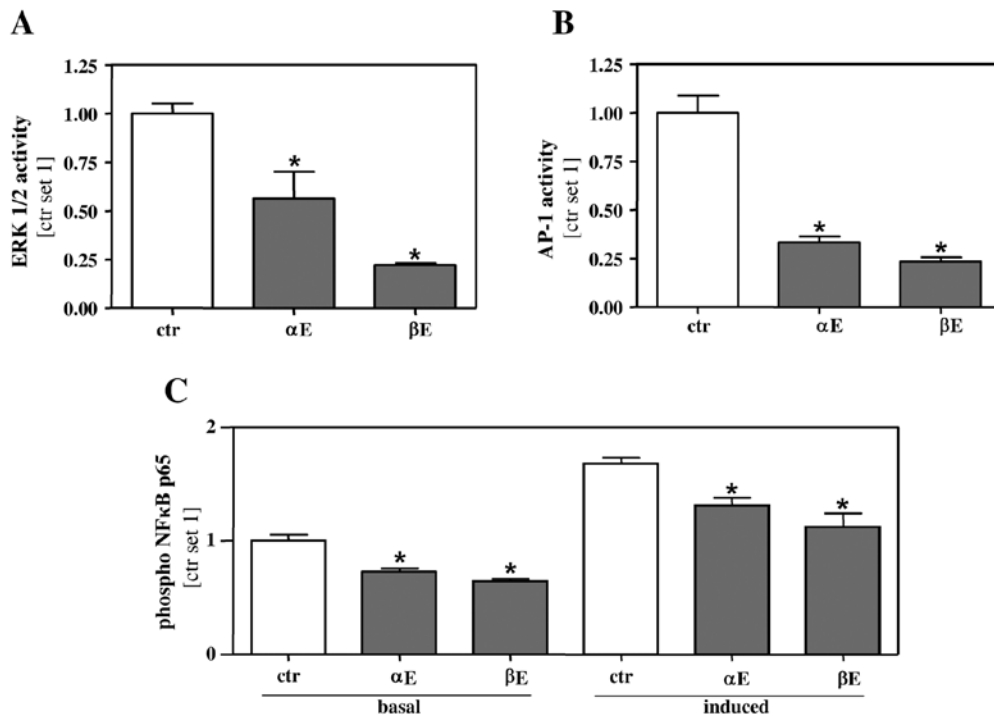 A
ERK 1/2 activity
[ctr set 1]
1.25
1.00
0.75
0.50
0.25
0.00
*
*
ctr
αE
βE
B
AP-1 activity
[ctr set 1]
1.25
1.00
0.75
0.50
0.25
0.00
*
*
ctr
αE
βE
C
phospho NFκB p65
[ctr set 1]
2
1
0
*
*
*
*
ctr
αE
βE
ctr
αE
βE
basal
induced